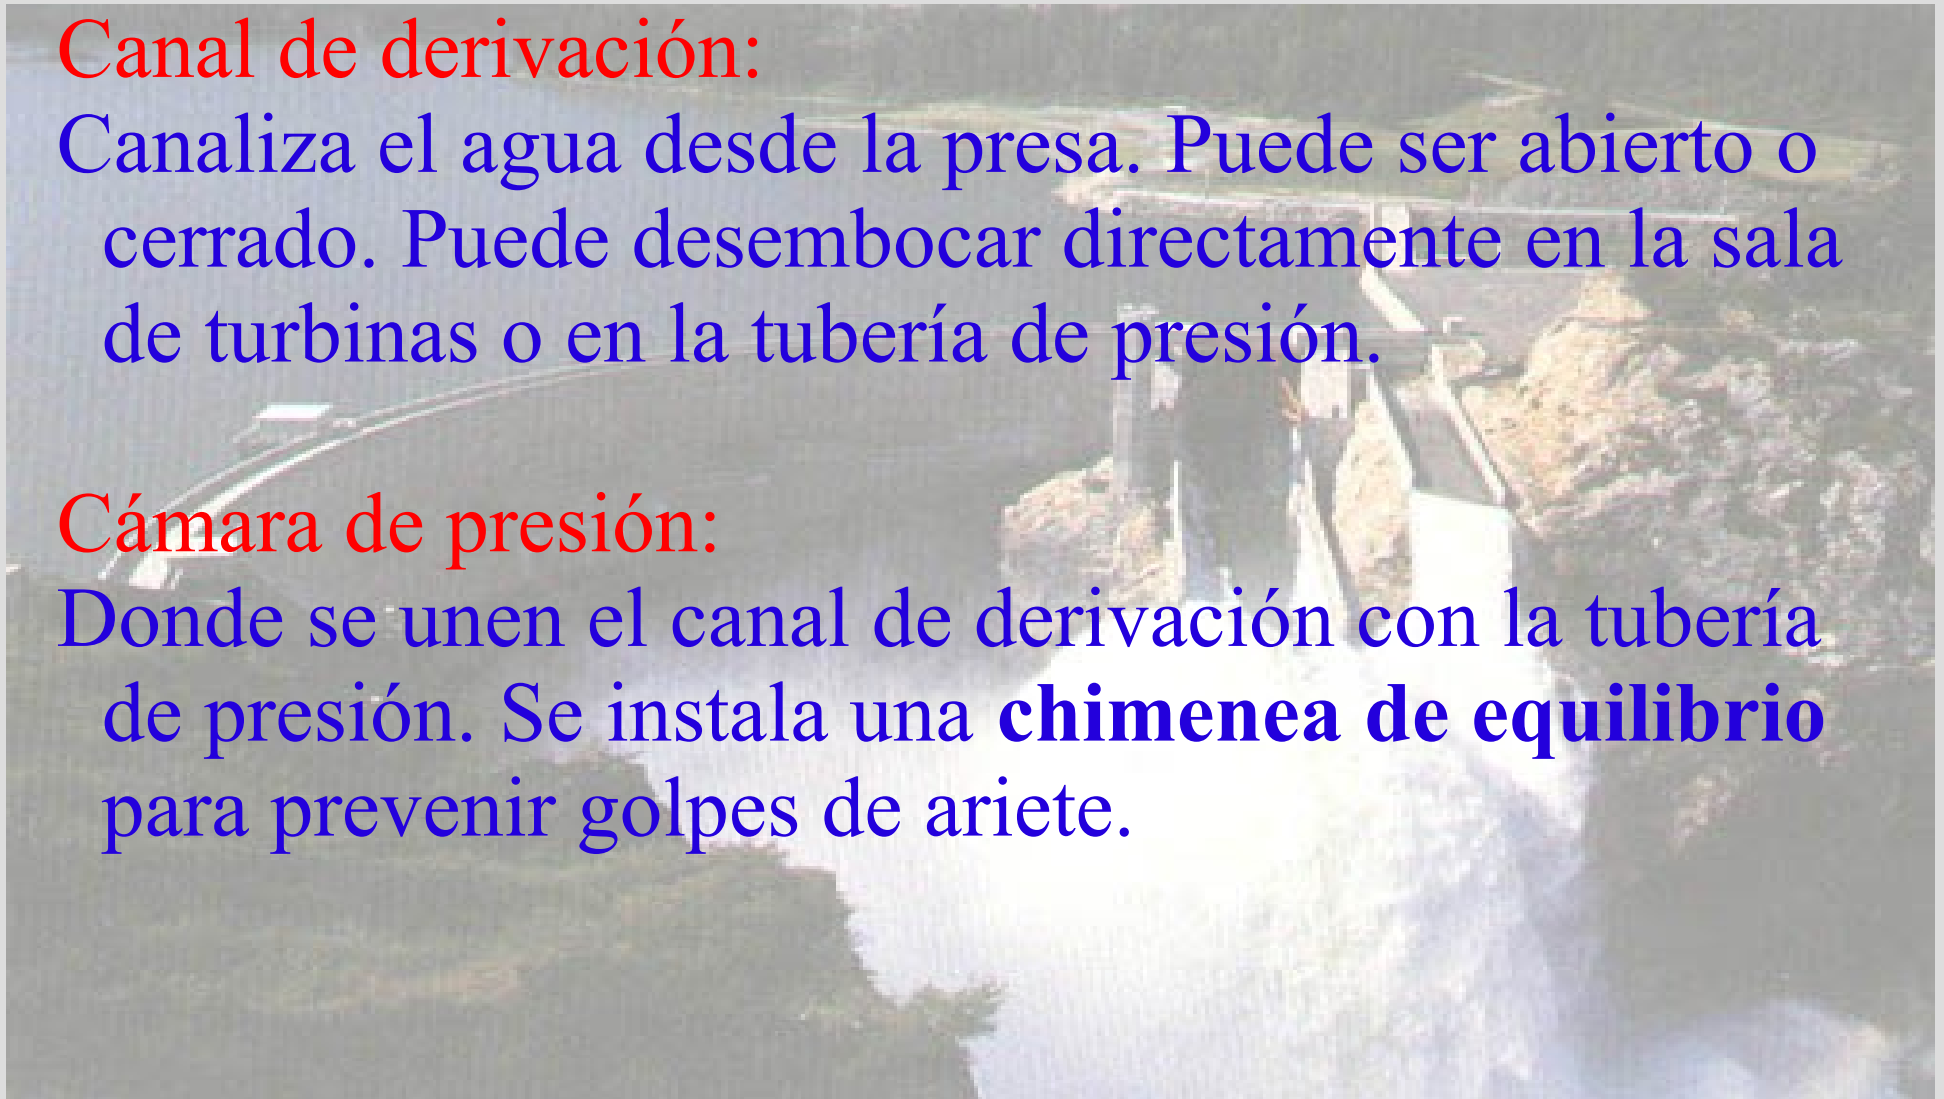 Canal de derivación:
Canaliza el agua desde la presa. Puede ser abierto o
cerrado. Puede desembocar directamente en la sala
de turbinas o en la tubería de presión.
Cámara de presión:
Donde se unen el canal de derivación con la tubería
de presión. Se instala una chimenea de equilibrio
para prevenir golpes de ariete.